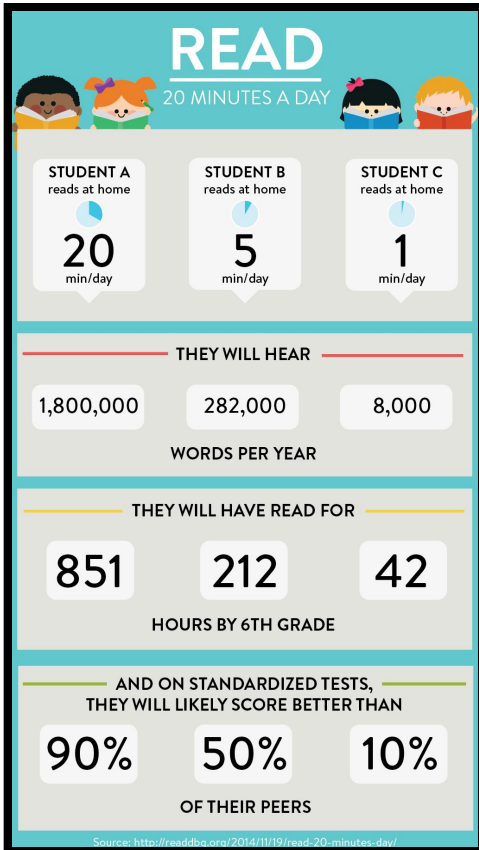 READ
20 MINUTES A DAY
STUDENT A
reads at home
20
min/day
STUDENT B
reads at home
5
min/day
STUDENT C
reads at home
1
min/day
THEY WILL HEAR
1,800,000 282,000 8,000
WORDS PER YEAR
THEY WILL HAVE READ FOR
851 212 42
HOURS BY 6TH GRADE
AND ON STANDARDIZED TESTS,
THEY WILL LIKELY SCORE BETTER THAN
90% 50% 10%
OF THEIR PEERS
Source: http://readdbq.org/2014/11/19/read-20-minutes-day/